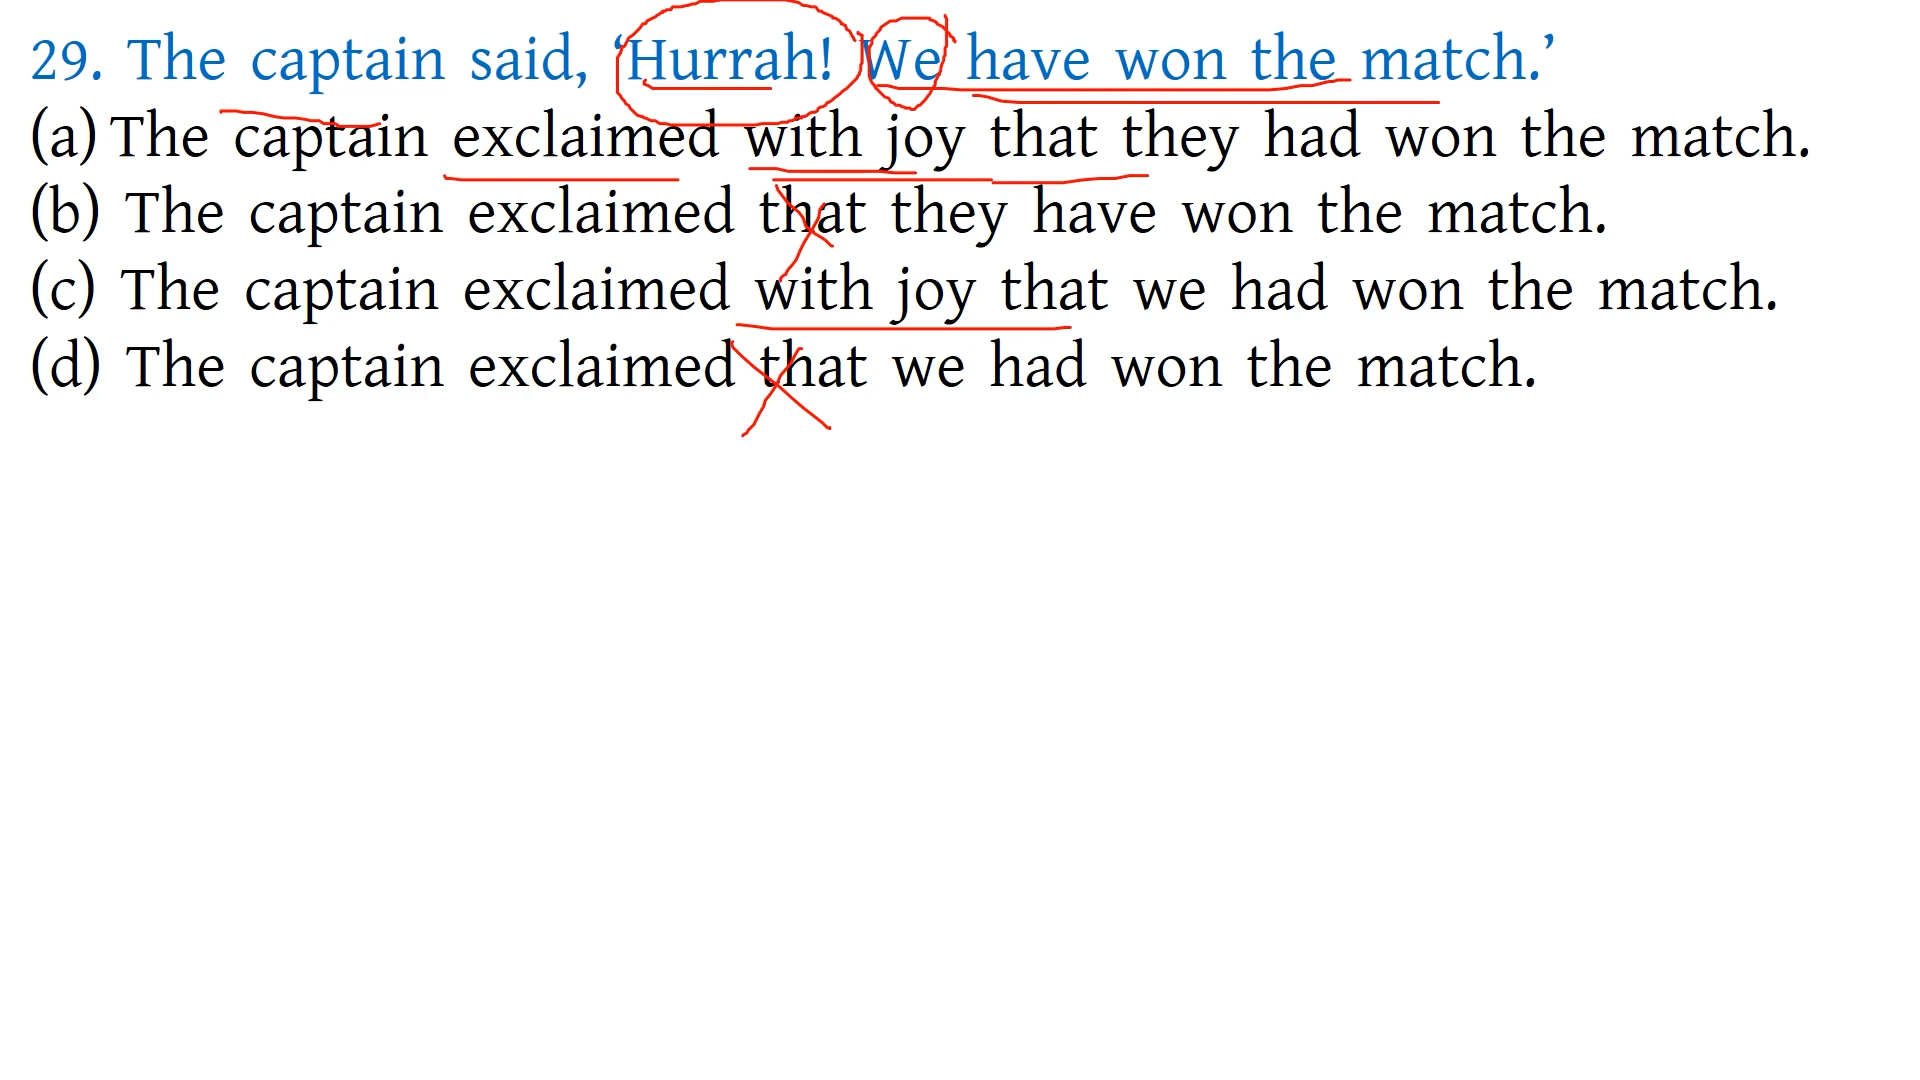 29. The captain said, ‘Hurrah! We have won the match.’
(a) The captain exclaimed with joy that they had won the match.
(b) The captain exclaimed that they have won the match.
(c) The captain exclaimed with joy that we had won the match.
(d) The captain exclaimed that we had won the match.